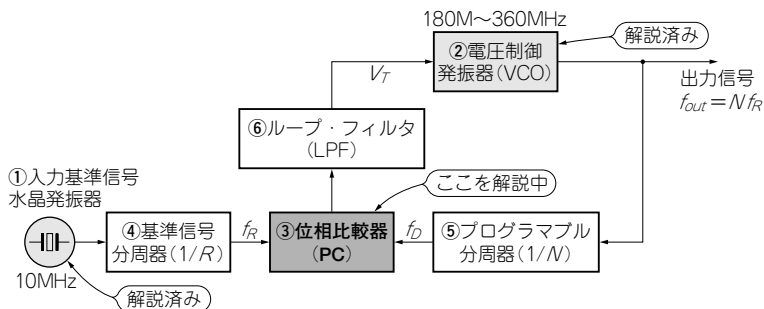 180M～360MHz
②電圧制御
発振器(VCO)
解説済み
V_T
出力信号
f_out＝Nf_R
⑥ループ・フィルタ
(LPF)
①入力基準信号
水晶発振器
ここを解説中
④基準信号
分周器(1/R)
f_R
③位相比較器
(PC)
f_D
⑤プログラマブル
分周器(1/N)
10MHz
解説済み